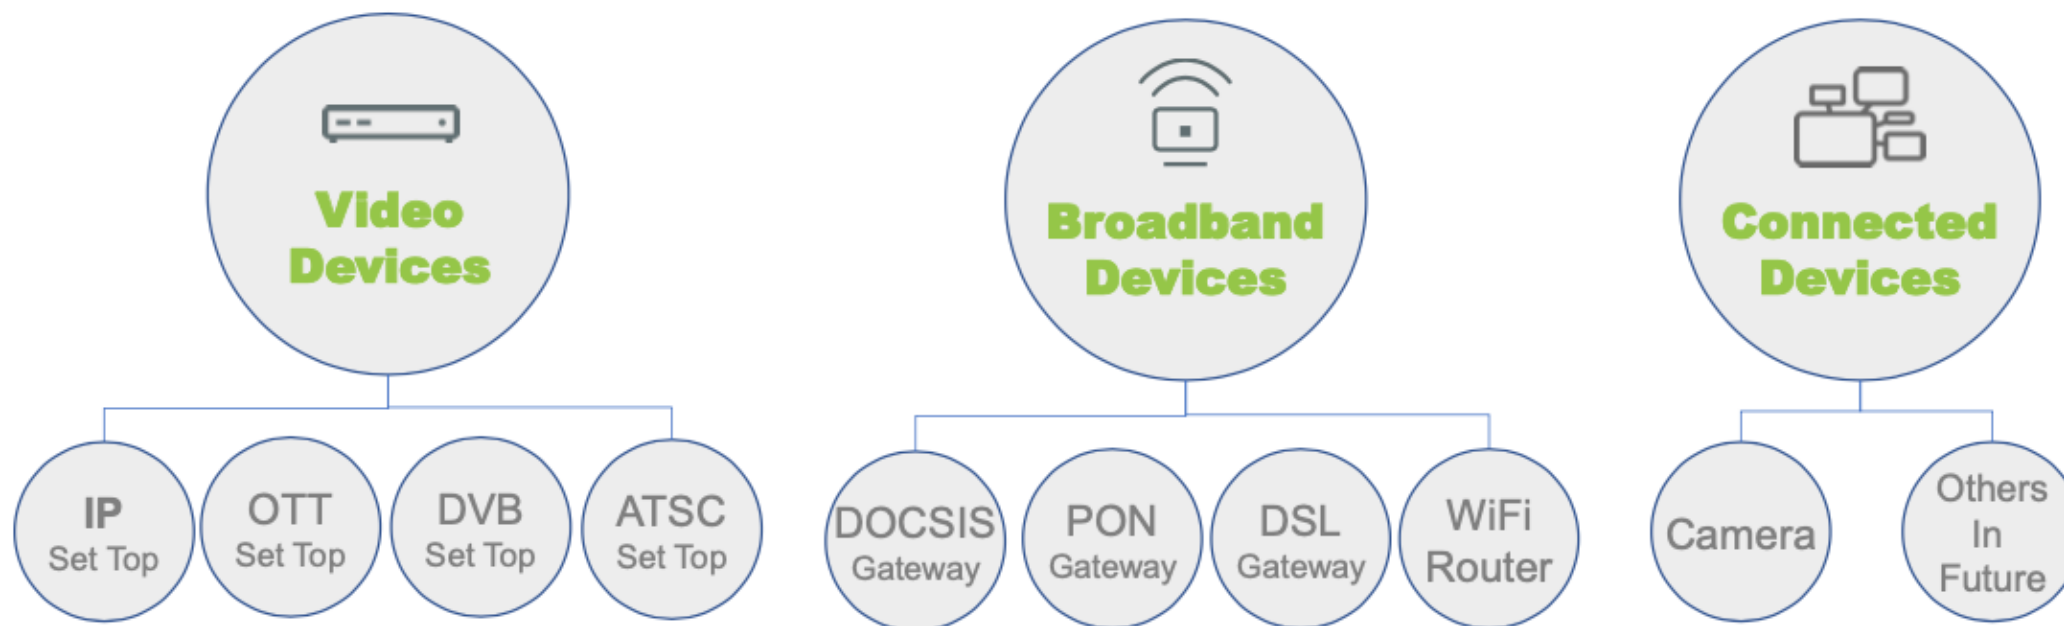 Video
Devices
Broadband
Devices
Connected
Devices
IP
Set Top
OTT
Set Top
DVB
Set Top
ATSC
Set Top
DOCSIS
Gateway
PON
Gateway
DSL
Gateway
WiFi
Router
Camera
Others
In
Future